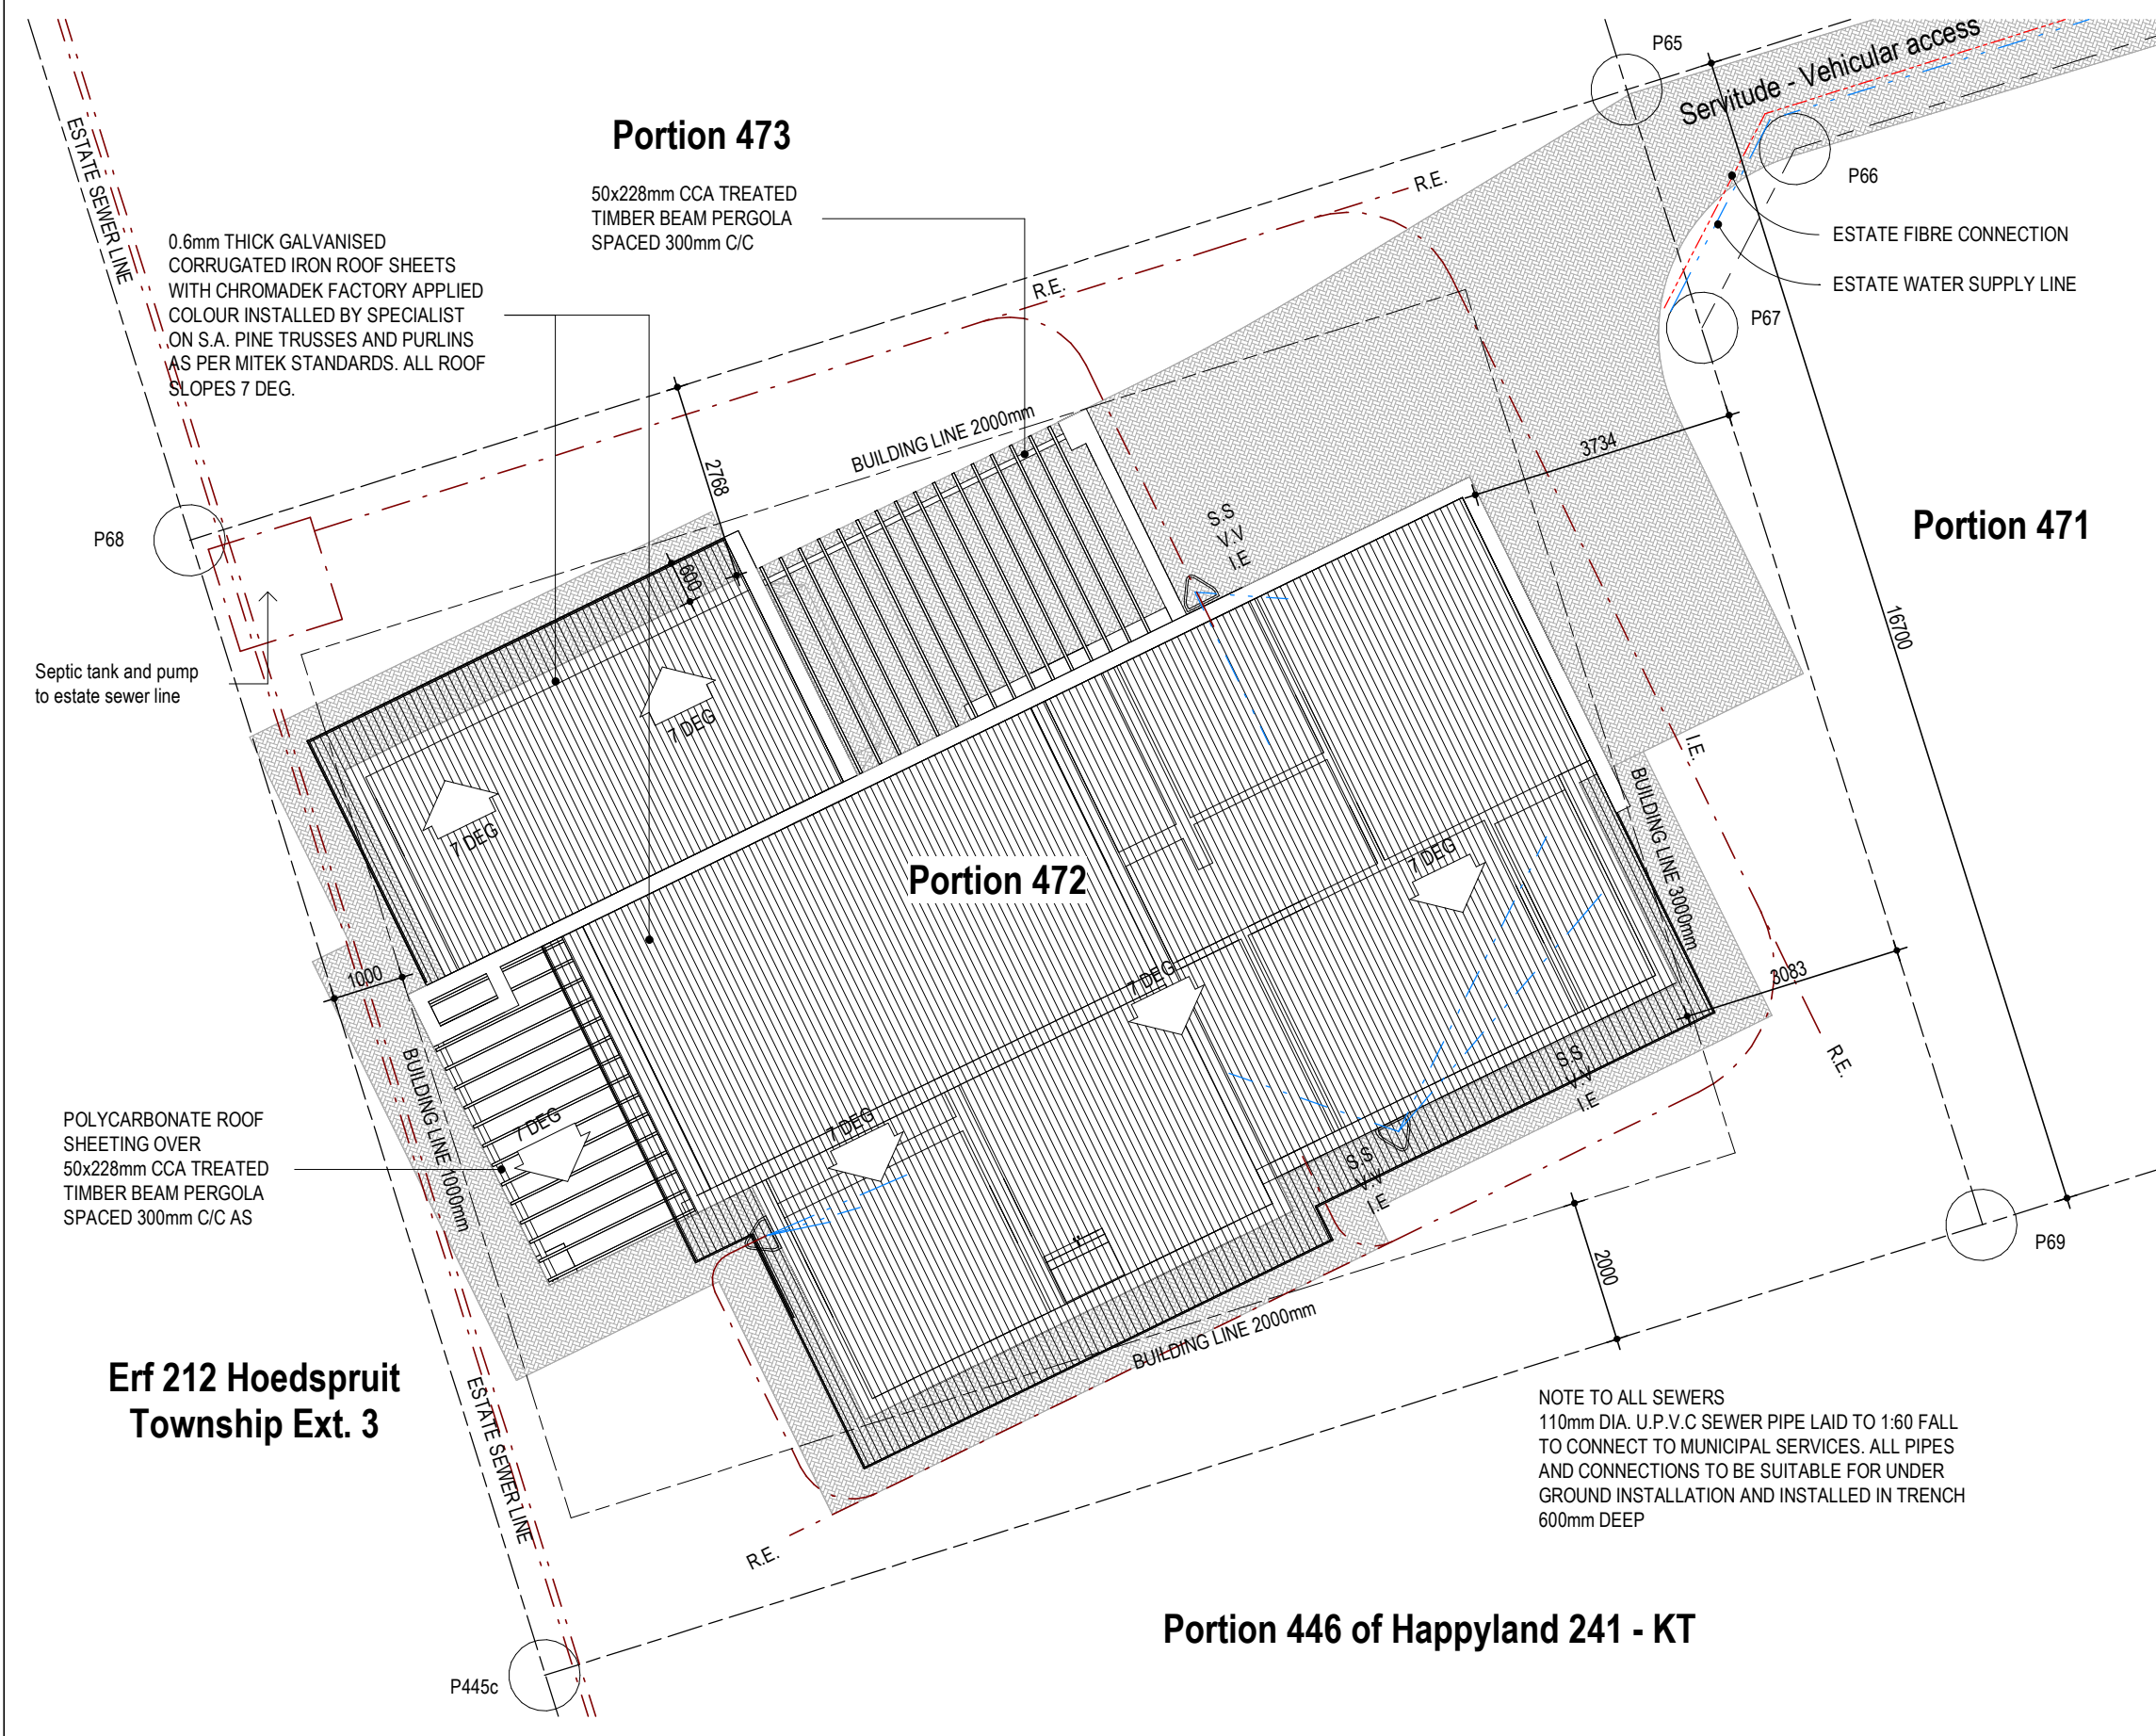 Servitude - Vehicular access
P65
P66
P67
ESTATE FIBRE CONNECTION
ESTATE WATER SUPPLY LINE
Portion 473
50x228mm CCA TREATED
TIMBER BEAM PERGOLA
SPACED 300mm C/C
ESTATE SEWER LINE
0.6mm THICK GALVANISED
CORRUGATED IRON ROOF SHEETS
WITH CHROMADEK FACTORY APPLIED
COLOUR INSTALLED BY SPECIALIST
ON S.A. PINE TRUSSES AND PURLINS
AS PER MITEK STANDARDS. ALL ROOF
SLOPES 7 DEG.
R.E.
R.E.
BUILDING LINE 2000mm
2768
3734
600
P68
S.S
V.V
I.E
Portion 471
16700
Septic tank and pump
to estate sewer line
7 DEG
7 DEG
I.E.
BUILDING LINE 3000mm
Portion 472
7 DEG
7 DEG
1000
3083
R.E.
BUILDING LINE 1000mm
S.S
V.V
I.E
POLYCARBONATE ROOF
SHEETING OVER
50x228mm CCA TREATED
TIMBER BEAM PERGOLA
SPACED 300mm C/C AS
7 DEG
7 DEG
S.S
V.V
I.E
P69
2000
BUILDING LINE 2000mm
Erf 212 Hoedspruit
Township Ext. 3
ESTATE SEWER LINE
NOTE TO ALL SEWERS
110mm DIA. U.P.V.C SEWER PIPE LAID TO 1:60 FALL
TO CONNECT TO MUNICIPAL SERVICES. ALL PIPES
AND CONNECTIONS TO BE SUITABLE FOR UNDER
GROUND INSTALLATION AND INSTALLED IN TRENCH
600mm DEEP
R.E.
Portion 446 of Happyland 241 - KT
P445c